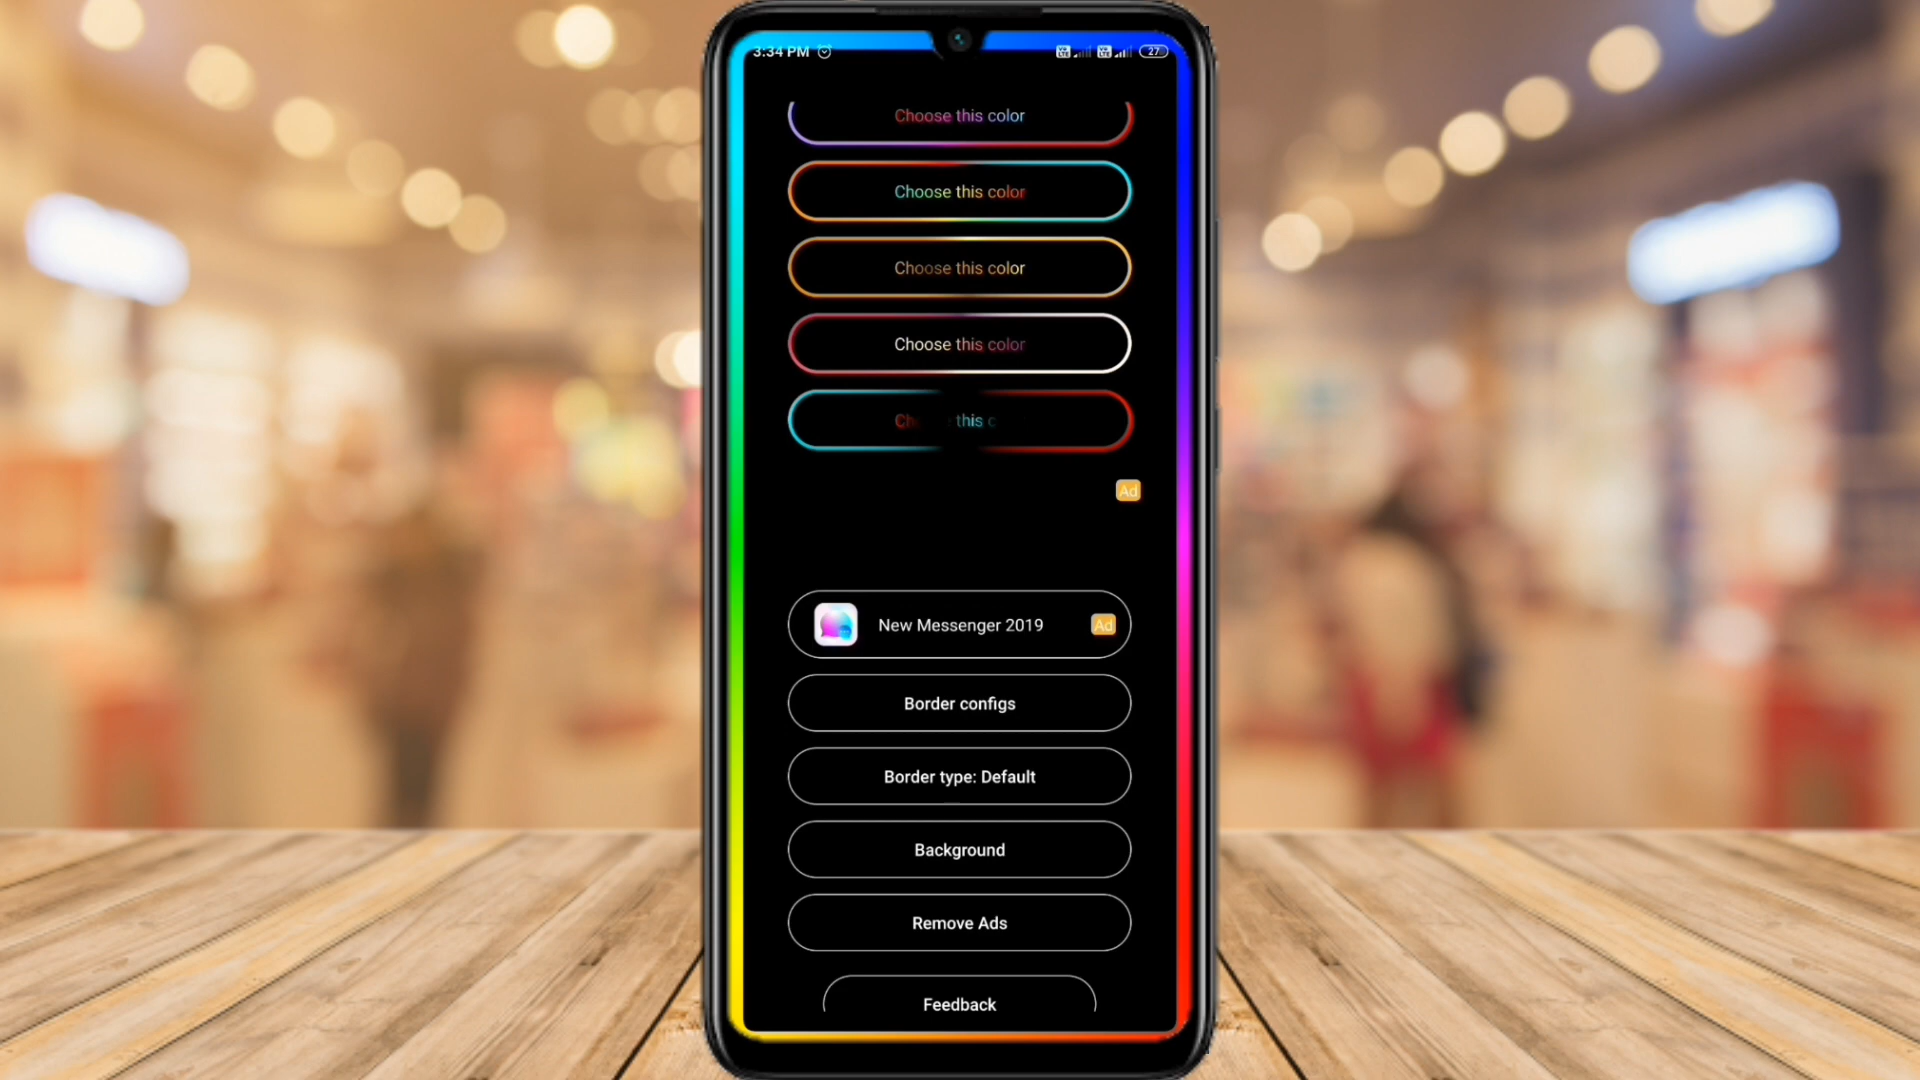 3:34 PM 27
Choose this color
Choose this color
Choose this color
Choose this color
this c
Ad
New Messenger 2019 Ad
Border configs
Border type: Default
Background
Remove Ads
Feedback